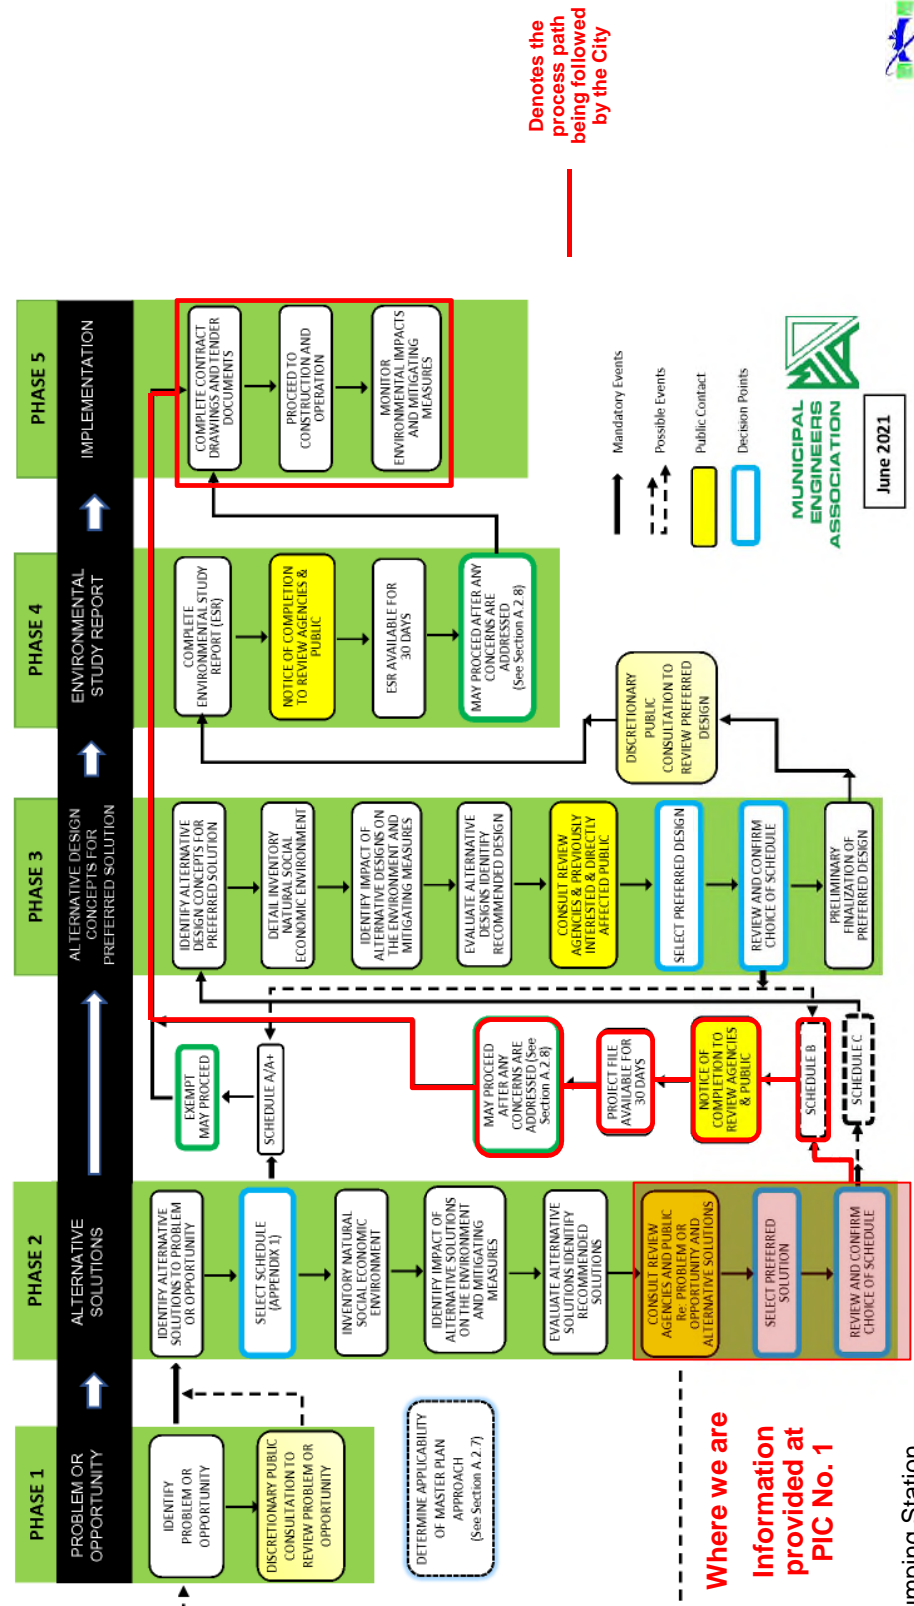 PHASE 1
PROBLEM OR
OPPORTUNITY
IDENTIFY
PROBLEM OR
OPPORTUNITY
DISCRETIONARY PUBLIC
CONSULTATION TO
REVIEW PROBLEM OR
OPPORTUNITY
DETERMINE APPLICABILITY
OF MASTER PLAN
APPROACH
(See Section A.2.7)
Where we are
Information
provided at
PIC No. 1
PHASE 2
ALTERNATIVE
SOLUTIONS
IDENTIFY ALTERNATIVE
SOLUTIONS TO PROBLEM
OR OPPORTUNITY
SELECT SCHEDULE
(APPENDIX 1)
INVENTORY NATURAL
SOCIAL ECONOMIC
ENVIRONMENT
IDENTIFY IMPACT OF
ALTERNATIVE SOLUTIONS
ON THE ENVIRONMENT
AND MITIGATING
MEASURES
EVALUATE ALTERNATIVE
SOLUTIONS IDENITIFY
RECOMMENDED
SOLUTIONS
CONSULT REVIEW
AGENCIES AND PUBLIC
Re: PROBLEM OR
OPPORTUNITY AND
ALTERNATIVE SOLUTIONS
SELECT PREFERRED
SOLUTION
REVIEW AND CONFIRM
CHOICE OF SCHEDULE
EXEMPT
MAY PROCEED
SCHEDULE A/A+
MAY PROCEED
AFTER ANY
CONCERNS ARE
ADDRESSED (See
Section A.2.8)
PROJECT FILE
AVAILABLE FOR
30 DAYS
NOTICE OF
COMPLETION TO
REVIEW AGENCIES
& PUBLIC
SCHEDULE B
SCHEDULE C
PHASE 3
ALTERNATIVE DESIGN
CONCEPTS FOR
PREFERRED SOLUTION
IDENTIFY ALTERNATIVE
DESIGN CONCEPTS FOR
PREFERRED SOLUTION
DETAIL INVENTORY
NATURAL SOCIAL
ECONOMIC ENVIRONMENT
IDENTIFY IMPACT OF
ALTERNATIVE DESIGNS ON
THE ENVIRONMENT AND
MITIGATING MEASURES
EVALUATE ALTERNATIVE
DESIGNS IDENITIFY
RECOMMENDED DESIGN
CONSULT REVIEW
AGENCIES & PREVIOUSLY
INTERESTED & DIRECTLY
AFFECTED PUBLIC
SELECT PREFERRED DESIGN
REVIEW AND CONFIRM
CHOICE OF SCHEDULE
PRELIMINARY
FINALIZATION OF
PREFERRED DESIGN
DISCRETIONARY
PUBLIC
CONSULTATION TO
REVIEW PREFERRED
DESIGN
PHASE 4
ENVIRONMENTAL
STUDY REPORT
COMPLETE
ENVIRONMENTAL STUDY
REPORT (ESR)
NOTICE OF COMPLETION
TO REVIEW AGENCIES &
PUBLIC
ESR AVAILABLE FOR
30 DAYS
MAY PROCEED AFTER ANY
CONCERNS ARE
ADDRESSED
(See Section A.2.8)
PHASE 5
IMPLEMENTATION
COMPLETE CONTRACT
DRAWINGS AND TENDER
DOCUMENTS
PROCEED TO
CONSTRUCTION AND
OPERATION
MONITOR
ENVIRONMENTAL IMPACTS
AND MITIGATING
MEASURES
Mandatory Events
Possible Events
Public Contact
Decision Points
MUNICIPAL
ENGINEERS
ASSOCIATION
June 2021
Denotes the
process path
being followed
by the City
Station